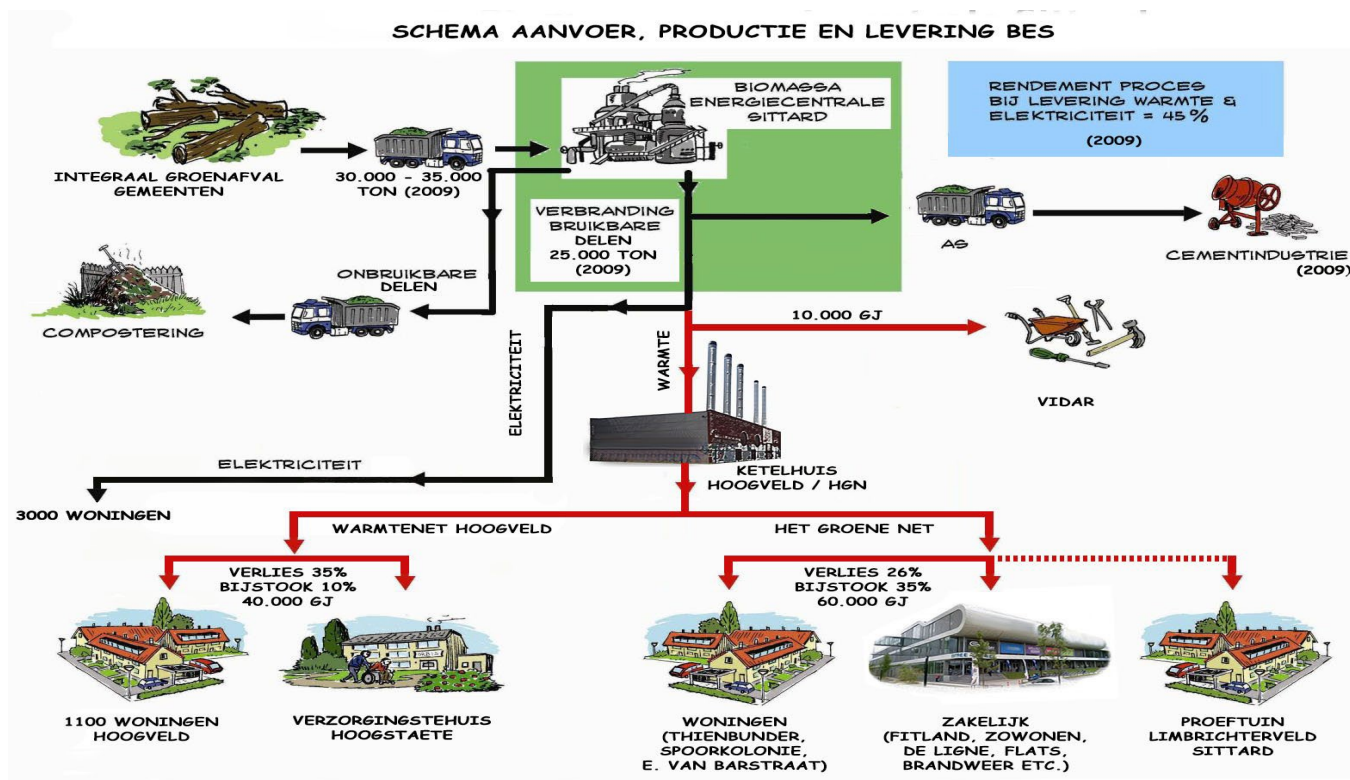 SCHEMA AANVOER, PRODUCTIE EN LEVERING BES
BIOMASSA
ENERGIECENTRALE
SITTARD
RENDEMENT PROCES
BIJ LEVERING WARMTE &
ELEKTRICITEIT = 45%
(2009)
INTEGRAAL GROENAFVAL
GEMEENTEN
30.000 - 35.000
TON (2009)
VERBRANDING
BRUIKBARE
DELEN
25.000 TON
(2009)
AS
CEMENTINDUSTRIE
(2009)
ONBRUIKBARE
DELEN
COMPOSTERING
10.000 GJ
ELEKTRICITEIT
WARMTE
VIDAR
ELEKTRICITEIT
KETELHUIS
HOOGVELD / HGN
3000 WONINGEN
WARMTENET HOOGVELD
HET GROENE NET
VERLIES 35%
BIJSTOOK 10%
40.000 GJ
VERLIES 26%
BIJSTOOK 35%
60.000 GJ
1100 WONINGEN
HOOGVELD
VERZORGINGSTEHUIS
HOOGSTAETE
WONINGEN
(THIENBUNDER,
SPOORKOLONIE,
E. VAN BARSTRAAT)
ZAKELIJK
(FITLAND, ZOWONEN,
DE LIGNE, FLATS,
BRANDWEER ETC.)
PROEFTUIN
LIMBRICHTERVELD
SITTARD